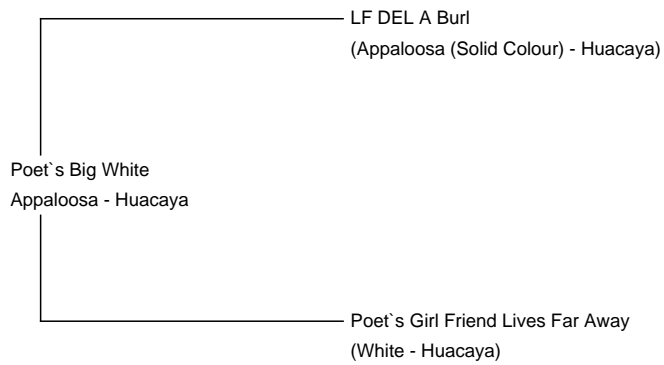 LF DEL A Burl
(Appaloosa (Solid Colour) - Huacaya)
Poet`s Big White
Appaloosa - Huacaya
Poet`s Girl Friend Lives Far Away
(White - Huacaya)